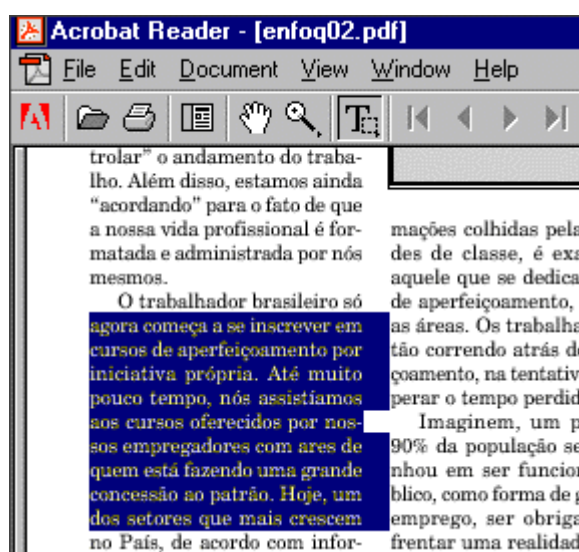 Acrobat Reader - [enfoq02.pdf]
File Edit Document View Window Help
trolar” o andamento do traba-
lho. Além disso, estamos ainda
“acordando” para o fato de que
a nossa vida profissional é for-
matada e administrada por nós
mesmos.
O trabalhador brasileiro só
agora começa a se inscrever em
cursos de aperfeiçoamento por
iniciativa própria. Até muito
pouco tempo, nós assistíamos
aos cursos oferecidos por nos-
sos empregadores com ares de
quem está fazendo uma grande
concessão ao patrão. Hoje, um
dos setores que mais crescem
no País, de acordo com infor-
mações colhidas pela
des de classe, é exa
aquele que se dedica
de aperfeiçoamento,
as áreas. Os trabalha
tão correndo atrás de
çoamento, na tentativ
perar o tempo perdid
Imaginem, um p
90% da população se
nhou em ser funcion
blico, como forma de g
emprego, ser obriga
frentar uma realidad